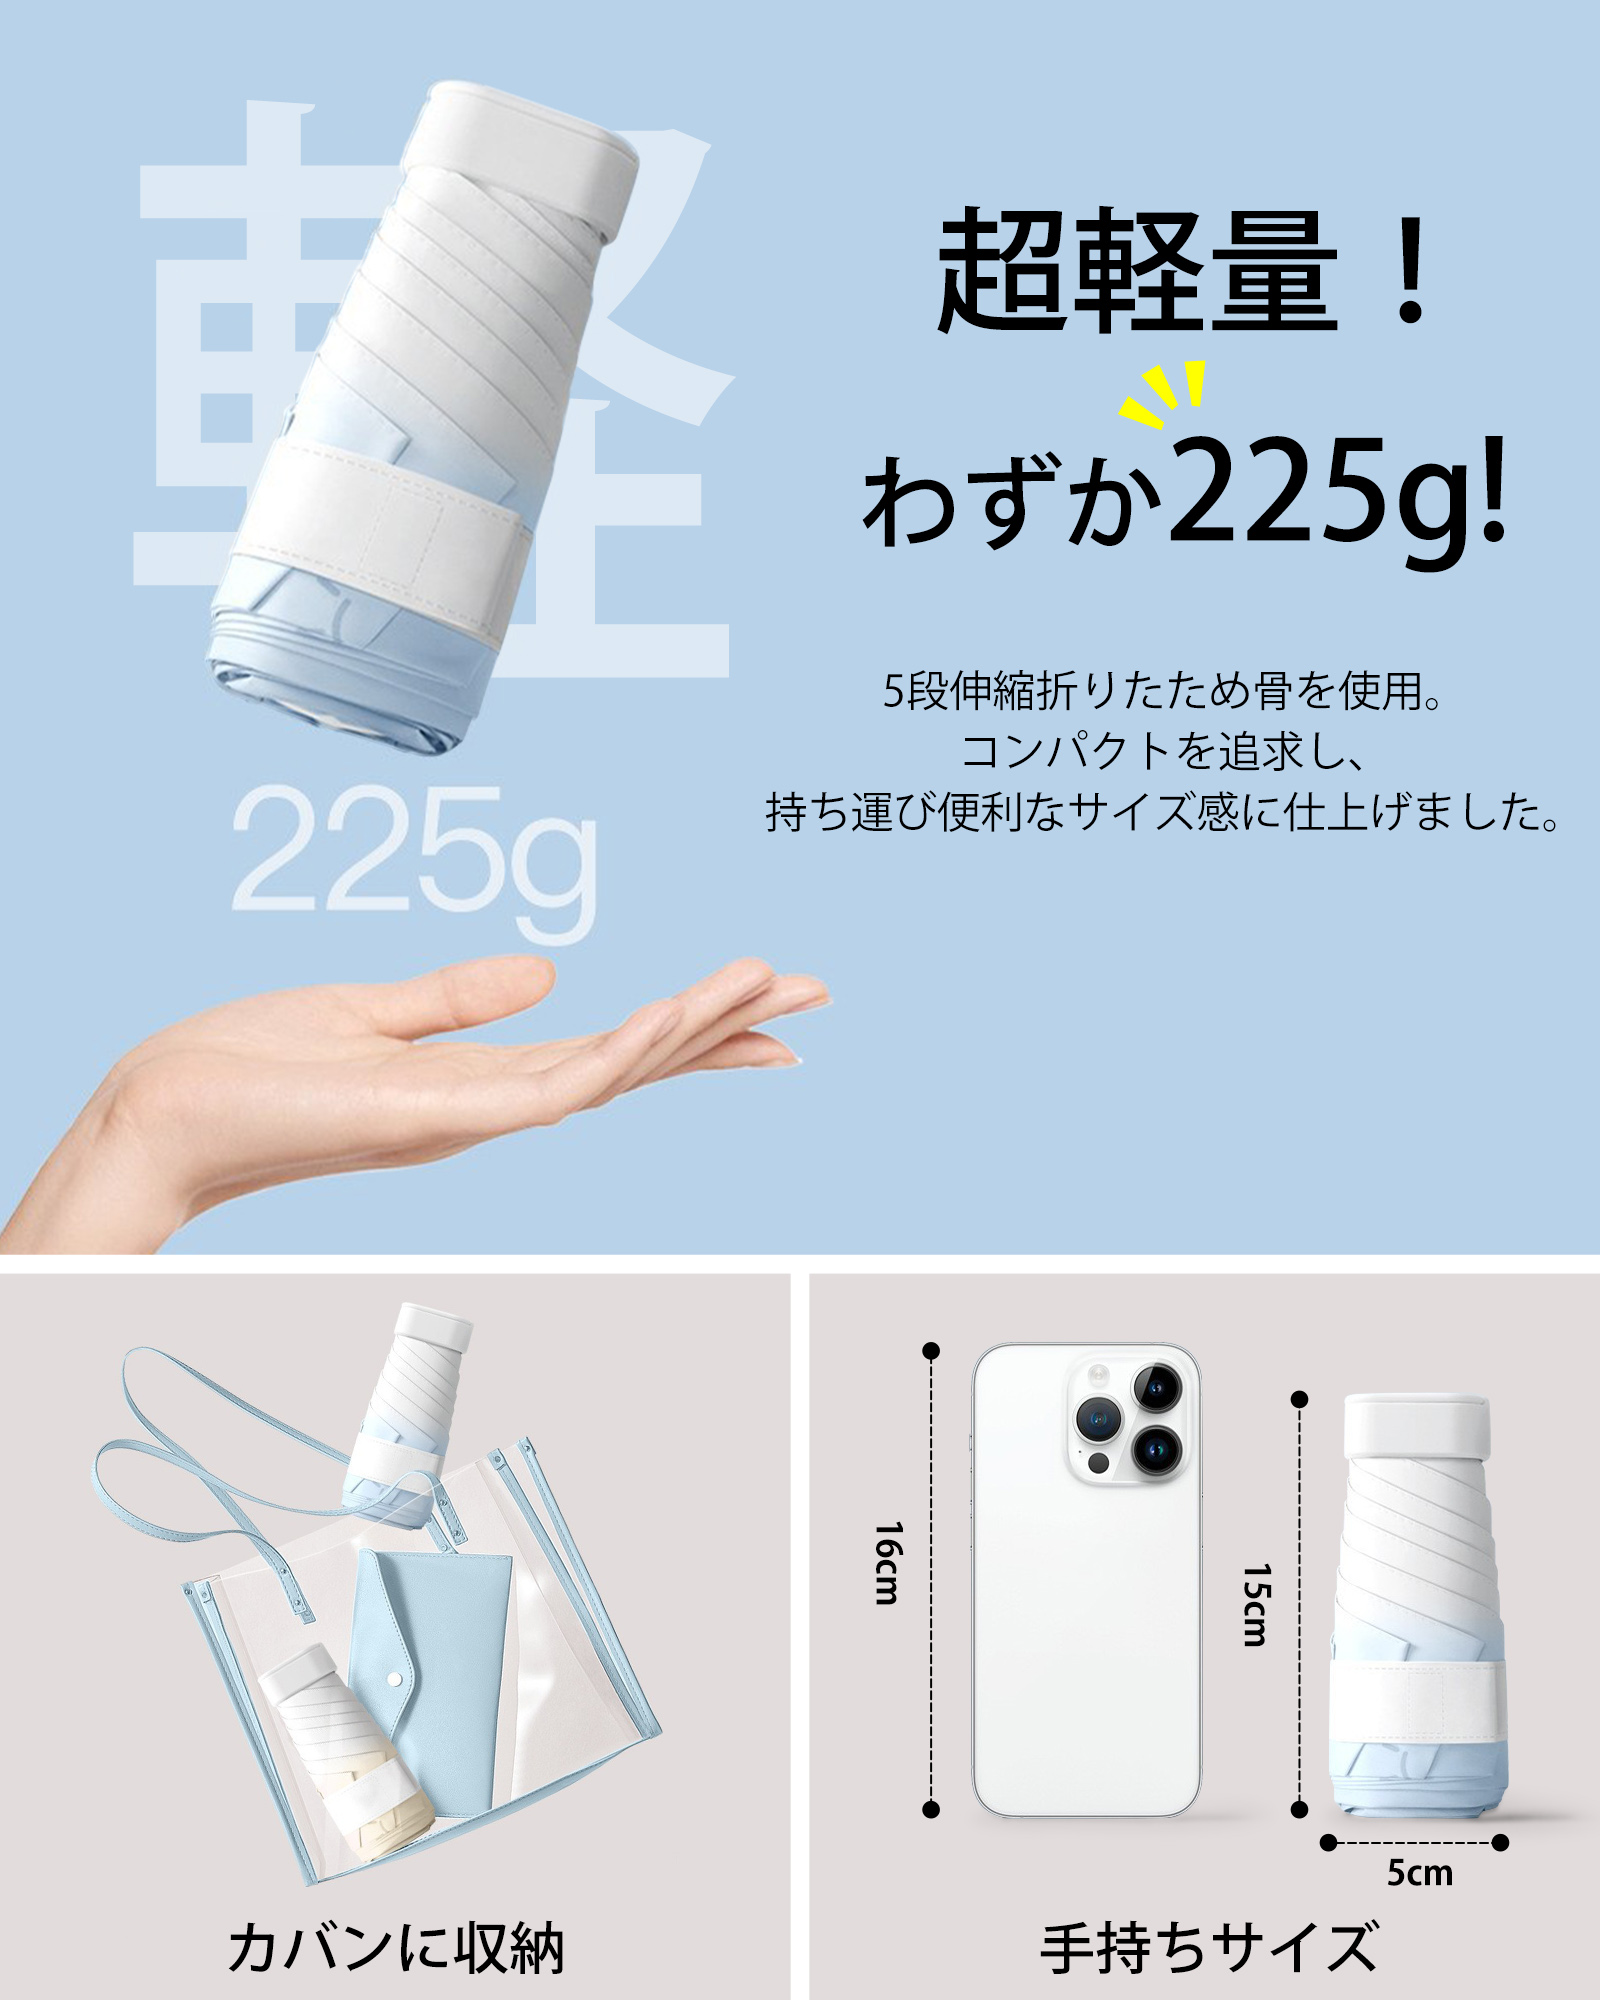 軽
225g
超軽量！
わずか225g!
5段伸縮折りたため骨を使用。
コンパクトを追求し、
持ち運び便利なサイズ感に仕上げました。
カバンに収納
16cm
15cm
5cm
手持ちサイズ